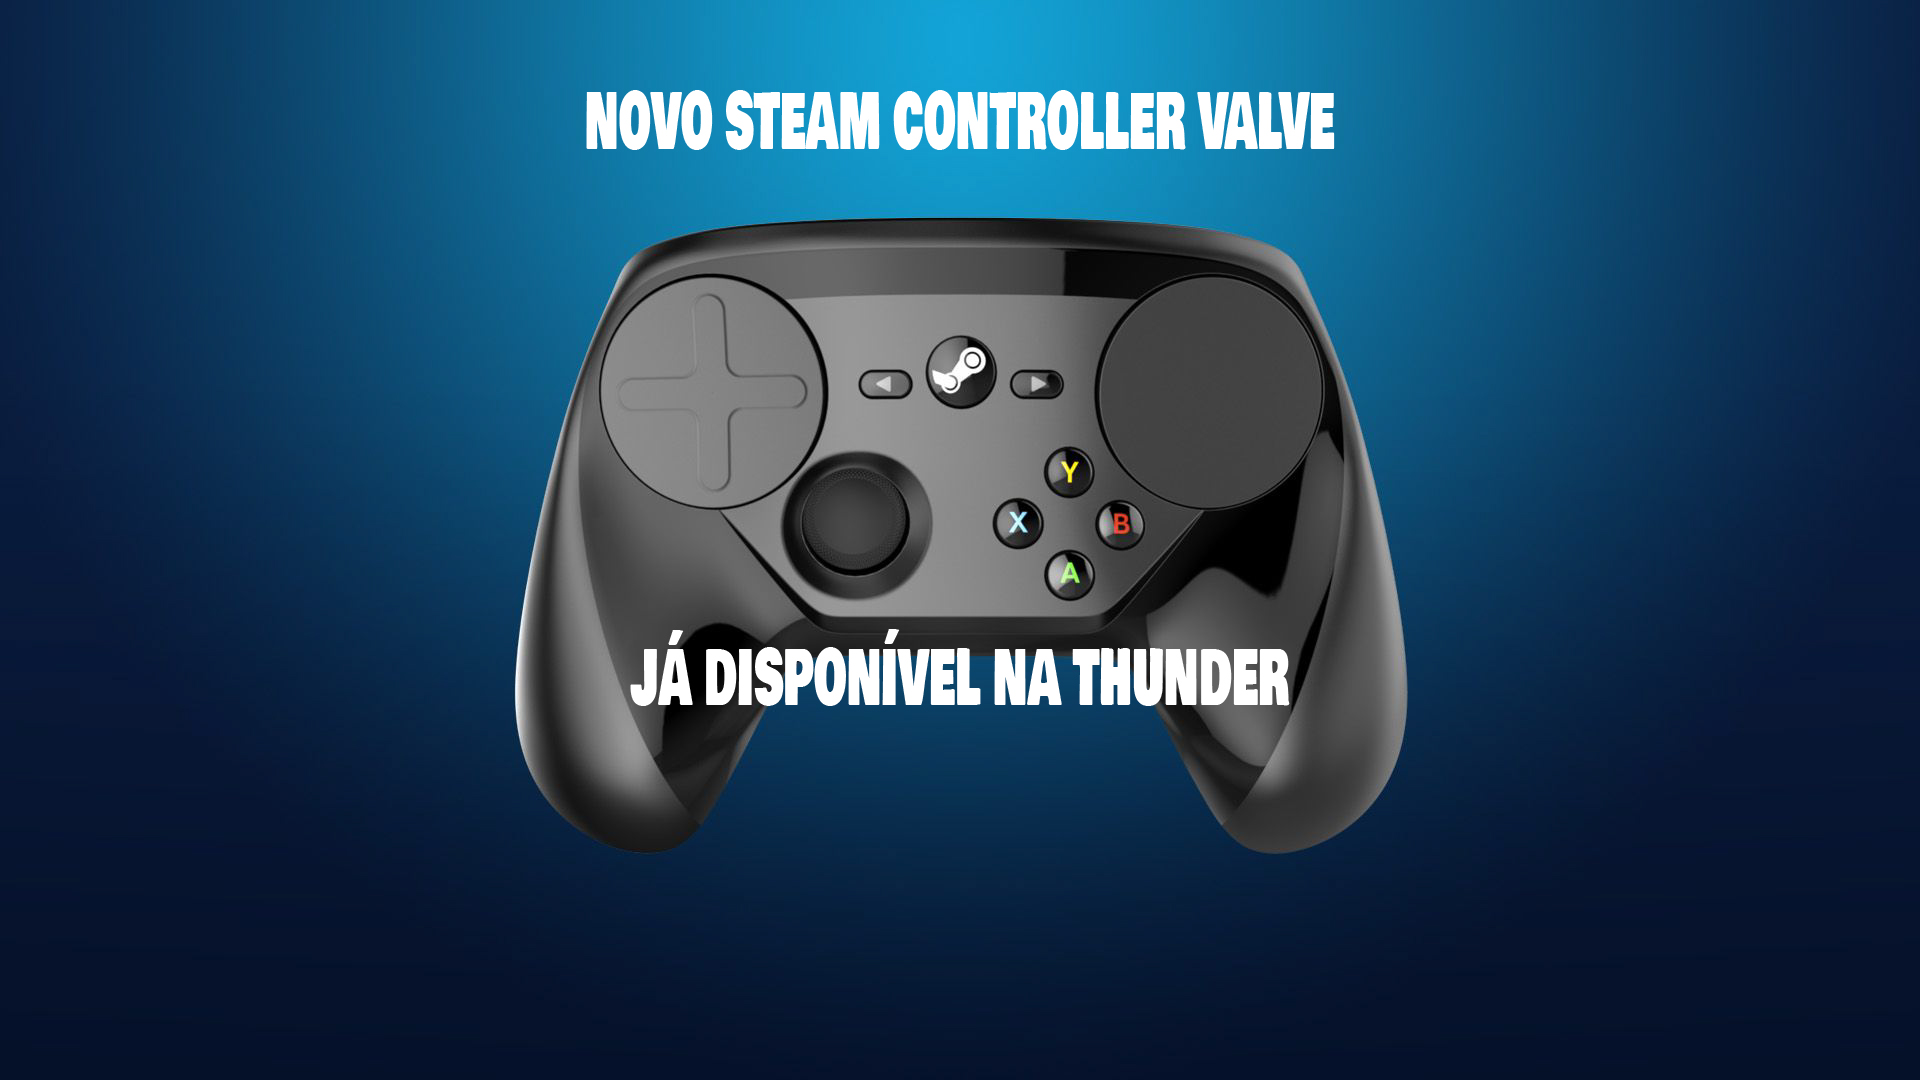 NOVO STEAM CONTROLLER VALVE
Y
X B
A
JÁ DISPONÍVEL NA THUNDER